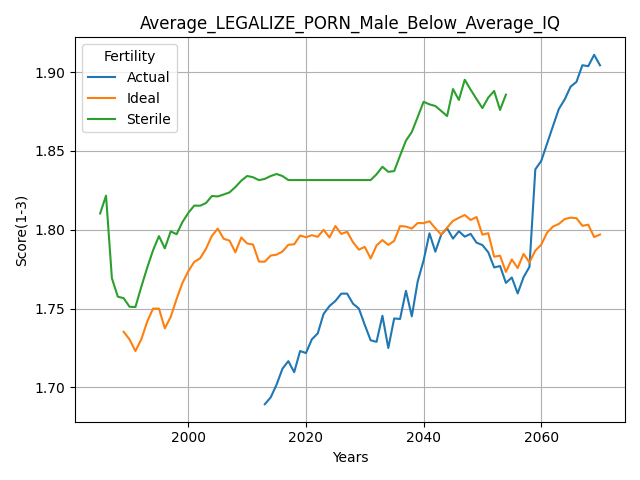 Average_LEGALIZE_PORN_Male_Below_Average_IQ
Fertility
Actual
Ideal
Sterile
Score(1-3)
1.90
1.85
1.80
1.75
1.70
2000
2020
2040
2060
Years